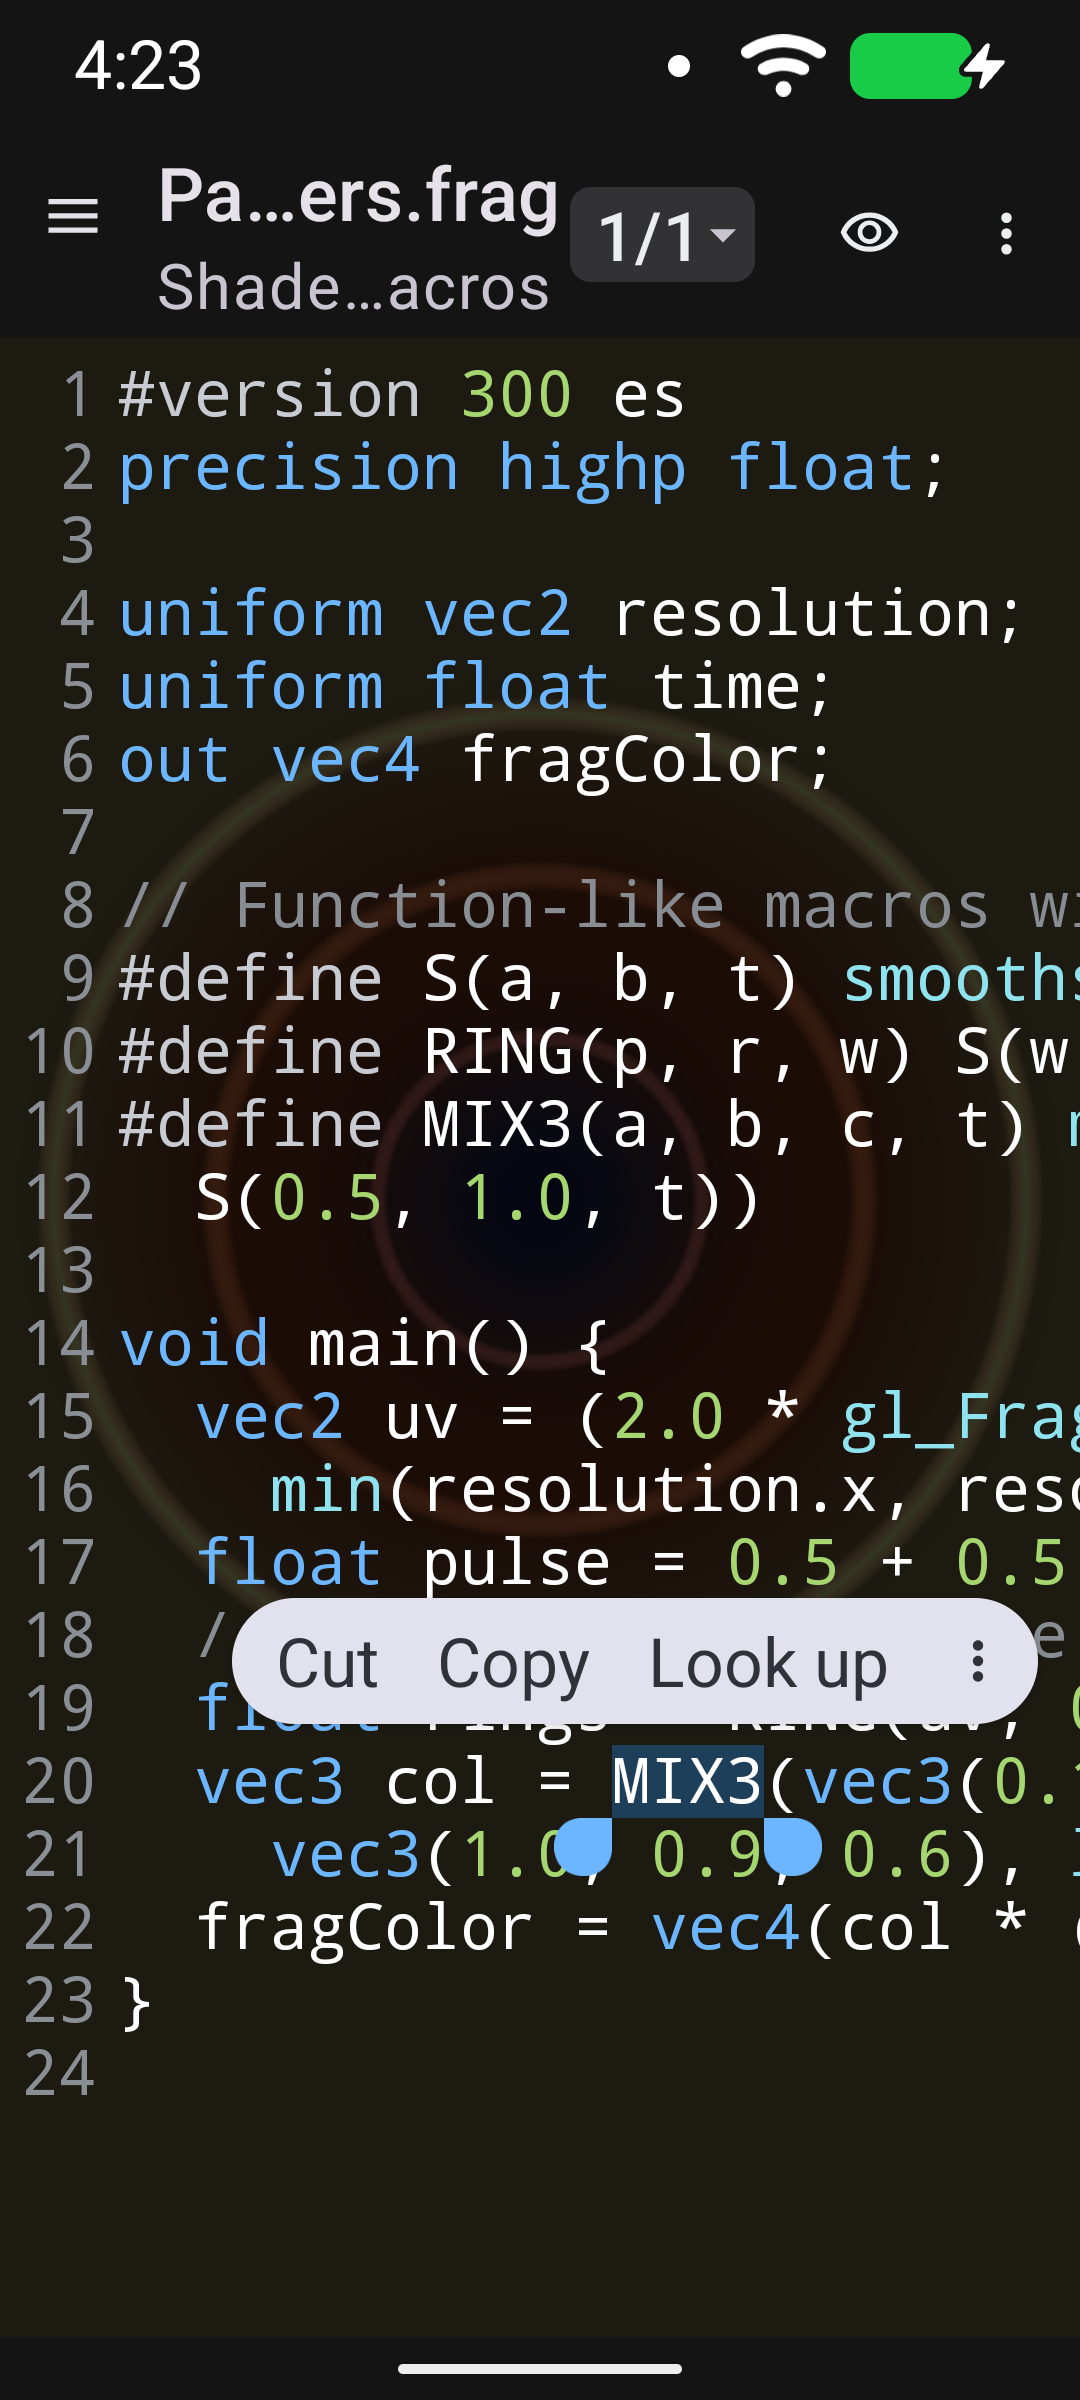 4:23
Pa...ers.frag
1/1
Shade...acros
1 #version 300 es
2 precision highp float;
3
4 uniform vec2 resolution;
5 uniform float time;
6 out vec4 fragColor;
7
8 // Function-like macros
9 #define S(a, b, t) smooths
10 #define RING(p, r, w) S(w
11 #define MIX3(a, b, c, t)
12 S(0.5, 1.0, t))
13
14 void main() {
15 vec2 uv = (2.0 * gl_Frag
16 min(resolution.x, reso
17 float pulse = 0.5 + 0.5
18
Cut Copy Look up
19
20 vec3 col = MIX3(vec3(0.
21 vec3(1.0, 0.9, 0.6),
22 fragColor = vec4(col *
23 }
24